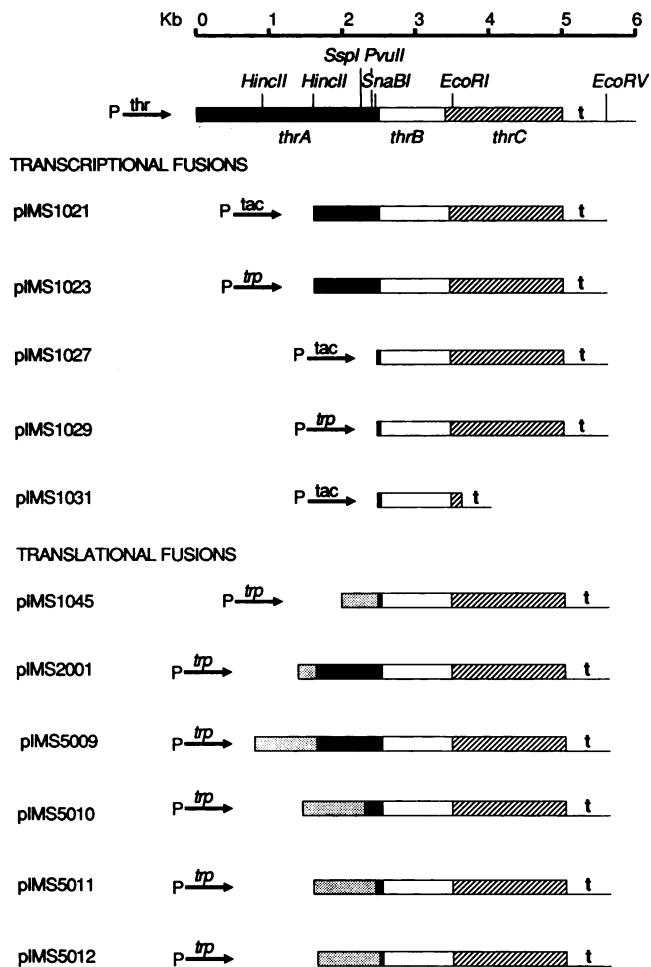 Kb 0 1 2 3 4 5 6
SspI PvuII
HincII HincII SnaBI EcoRI EcoRV
P thr t
thrA thrB thrC
TRANSCRIPTIONAL FUSIONS
pIMS1021 P tac t
pIMS1023 P trp t
pIMS1027 P tac t
pIMS1029 P trp t
pIMS1031 P tac t
TRANSLATIONAL FUSIONS
pIMS1045 P trp t
pIMS2001 P trp t
pIMS5009 P trp t
pIMS5010 P trp t
pIMS5011 P trp t
pIMS5012 P trp t